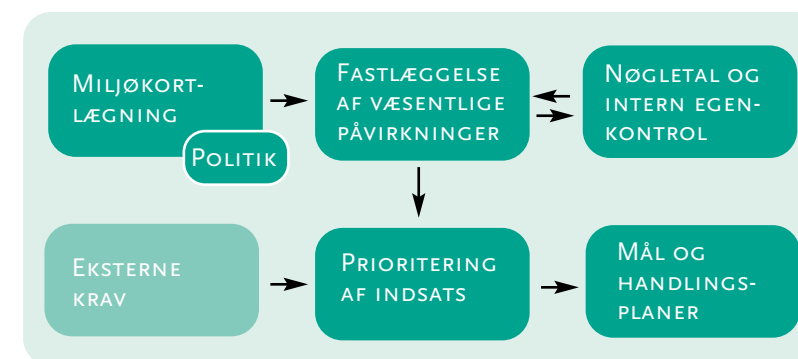 Miljøkort-
lægning
Politik
Fastlæggelse
af væsentlige
påvirkninger
Nøgletal og
intern egen-
kontrol
Eksterne
krav
Prioritering
af indsats
Mål og
handlings-
planer